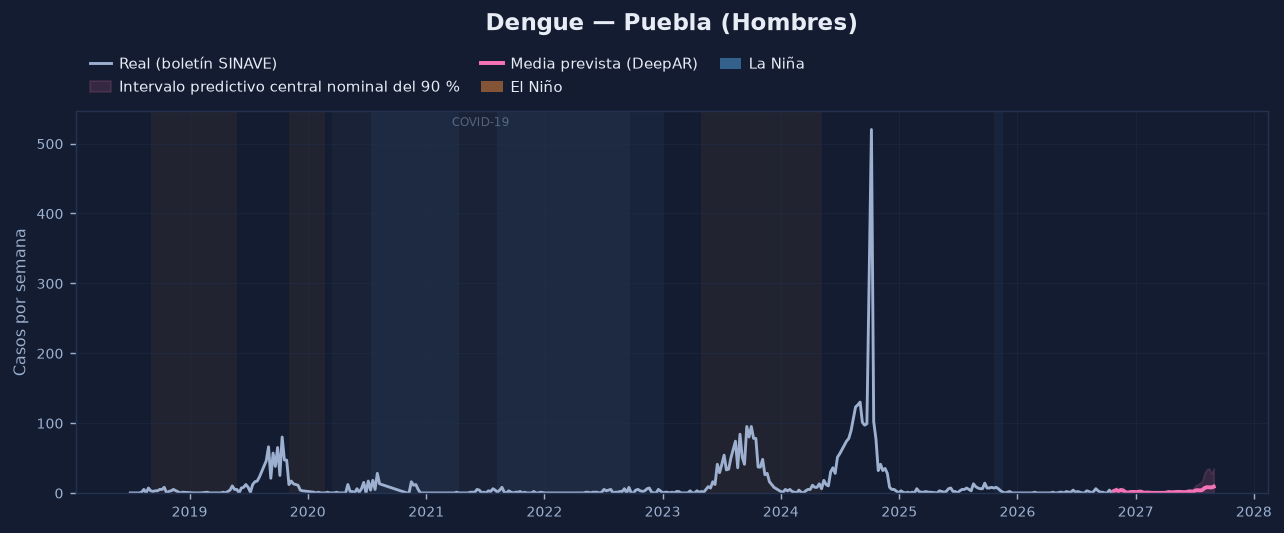 Dengue — Puebla (Hombres)
Real (boletín SINAVE)
Intervalo predictivo central nominal del 90 %
Media prevista (DeepAR)
El Niño
La Niña
COVID-19
Casos por semana
500
400
300
200
100
0
2019 2020 2021 2022 2023 2024 2025 2026 2027 2028